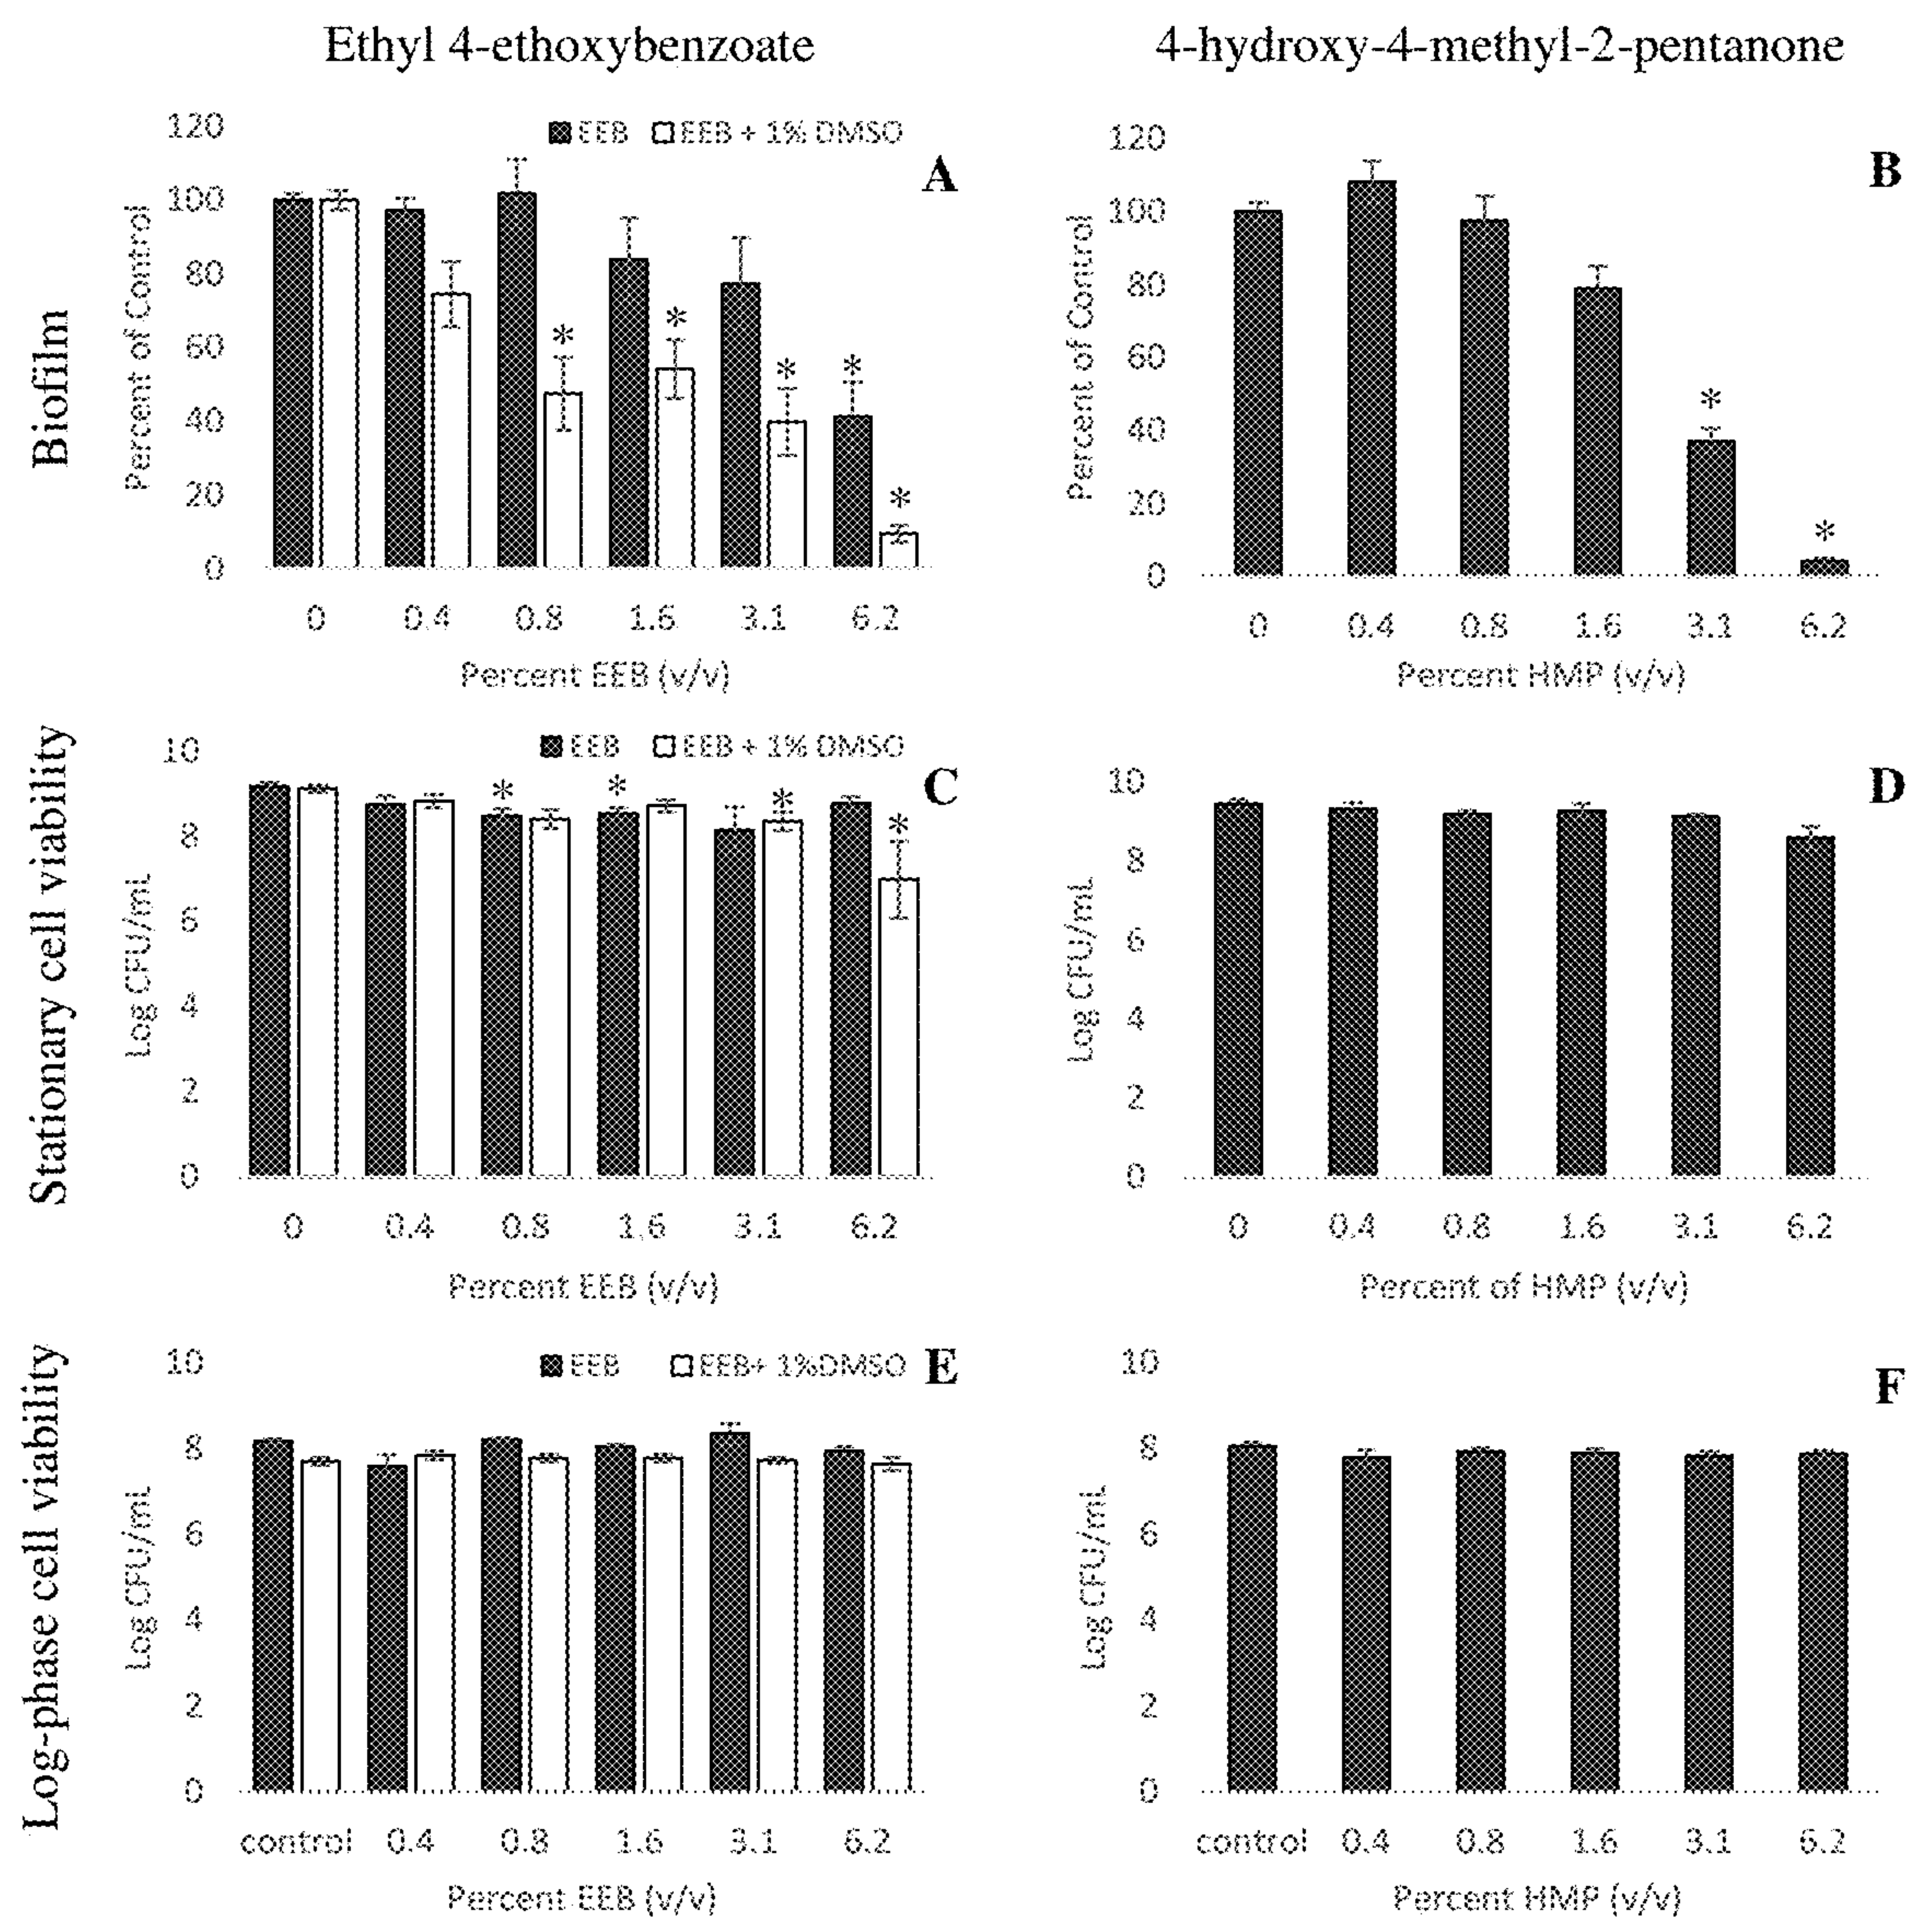 Ethyl 4-ethoxybenzoate
4-hydroxy-4-methyl-2-pentanone
Biofilm
Percent of Control
120
100
80
60
40
20
0
EEB
EEB + 1% DMSO
A
*
*
*
*
*
0
0.4
0.8
1.6
3.1
6.2
Percent EEB (v/v)
Percent of Control
120
100
80
60
40
20
0
B
*
*
0
0.4
0.8
1.6
3.1
6.2
Percent HMP (v/v)
Stationary cell viability
Log CFU/mL
10
8
6
4
2
0
EEB
EEB + 1% DMSO
C
*
*
*
*
0
0.4
0.8
1.6
3.1
6.2
Percent EEB (v/v)
Log CFU/mL
10
8
6
4
2
0
D
0
0.4
0.8
1.6
3.1
6.2
Percent of HMP (v/v)
Log-phase cell viability
Log CFU/mL
10
8
6
4
2
0
EEB
EEB+ 1%DMSO
E
control
0.4
0.8
1.6
3.1
6.2
Percent EEB (v/v)
Log CFU/mL
10
8
6
4
2
0
F
control
0.4
0.8
1.6
3.1
6.2
Percent HMP (v/v)